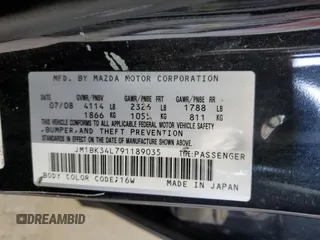 MFD. BY MAZDA MOTOR CORPORATION
07/08 GVWR/PNBV GAWR/PNBE FR GAWR/PNBE RR
4114 LB 2326 LB 1788 LB
1866 KG 1055 KG 811 KG
THIS VEHICLE CONFORMS TO ALL APPLICABLE FEDERAL MOTOR VEHICLE SAFETY,
BUMPER, AND THEFT PREVENTION
STANDARDS IN EFFECT ON THE DATE OF MANUFACTURE SHOWN ABOVE.
JM1BK34L791189035 TYPE:PASSENGER
BODY COLOR CODE:16W MADE IN JAPAN
DREAMBID